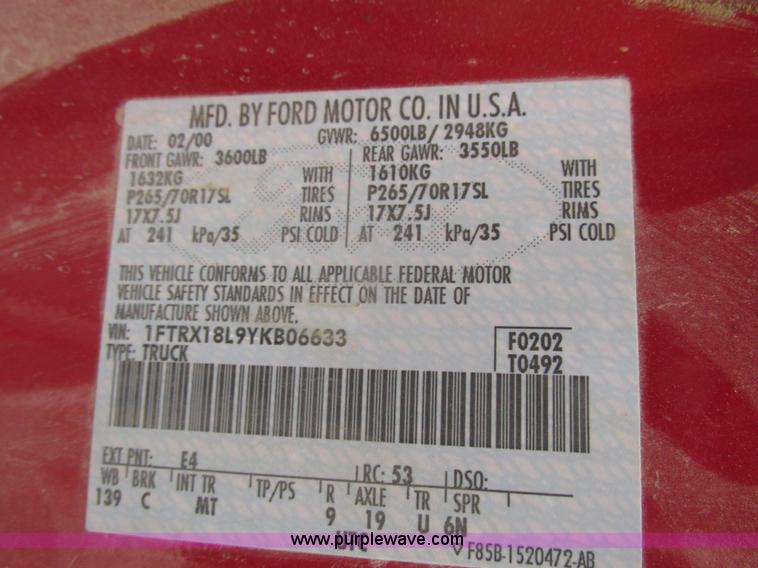 MFD. BY FORD MOTOR CO. IN U.S.A.
DATE: 02/00 GVWR: 6500LB/ 2948KG
FRONT GAWR: 3600LB REAR GAWR: 3550LB
1632KG WITH 1610KG WITH
P265/70R17SL TIRES P265/70R17SL TIRES
17X7.5J RIMS 17X7.5J RIMS
AT 241 kPa/35 PSI COLD AT 241 kPa/35 PSI COLD
THIS VEHICLE CONFORMS TO ALL APPLICABLE FEDERAL MOTOR
VEHICLE SAFETY STANDARDS IN EFFECT ON THE DATE OF
MANUFACTURE SHOWN ABOVE.
VIN: 1FTRX18L9YKB06633 F0202
TYPE: TRUCK T0492
EXT PNT: E4 RC: 53 DSO:
WB BRK INT TR TP/PS R AXLE TR SPR
139 C MT 9 19 U 6N
UTC F85B-1520472-AB
www.purplewave.com